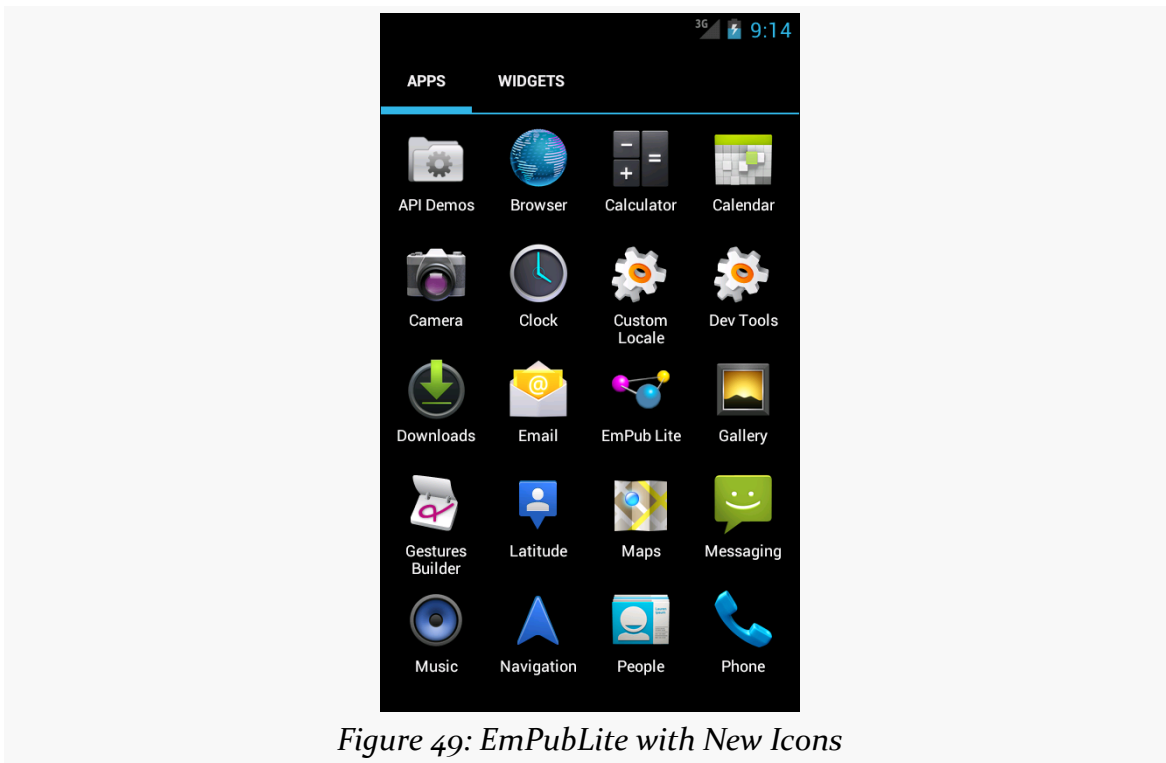 3G 9:14
APPS WIDGETS
API Demos Browser Calculator Calendar
Camera Clock Custom Dev Tools
Locale
Downloads Email EmPub Lite Gallery
Gestures Latitude Maps Messaging
Builder
Music Navigation People Phone
Figure 49: EmPubLite with New Icons